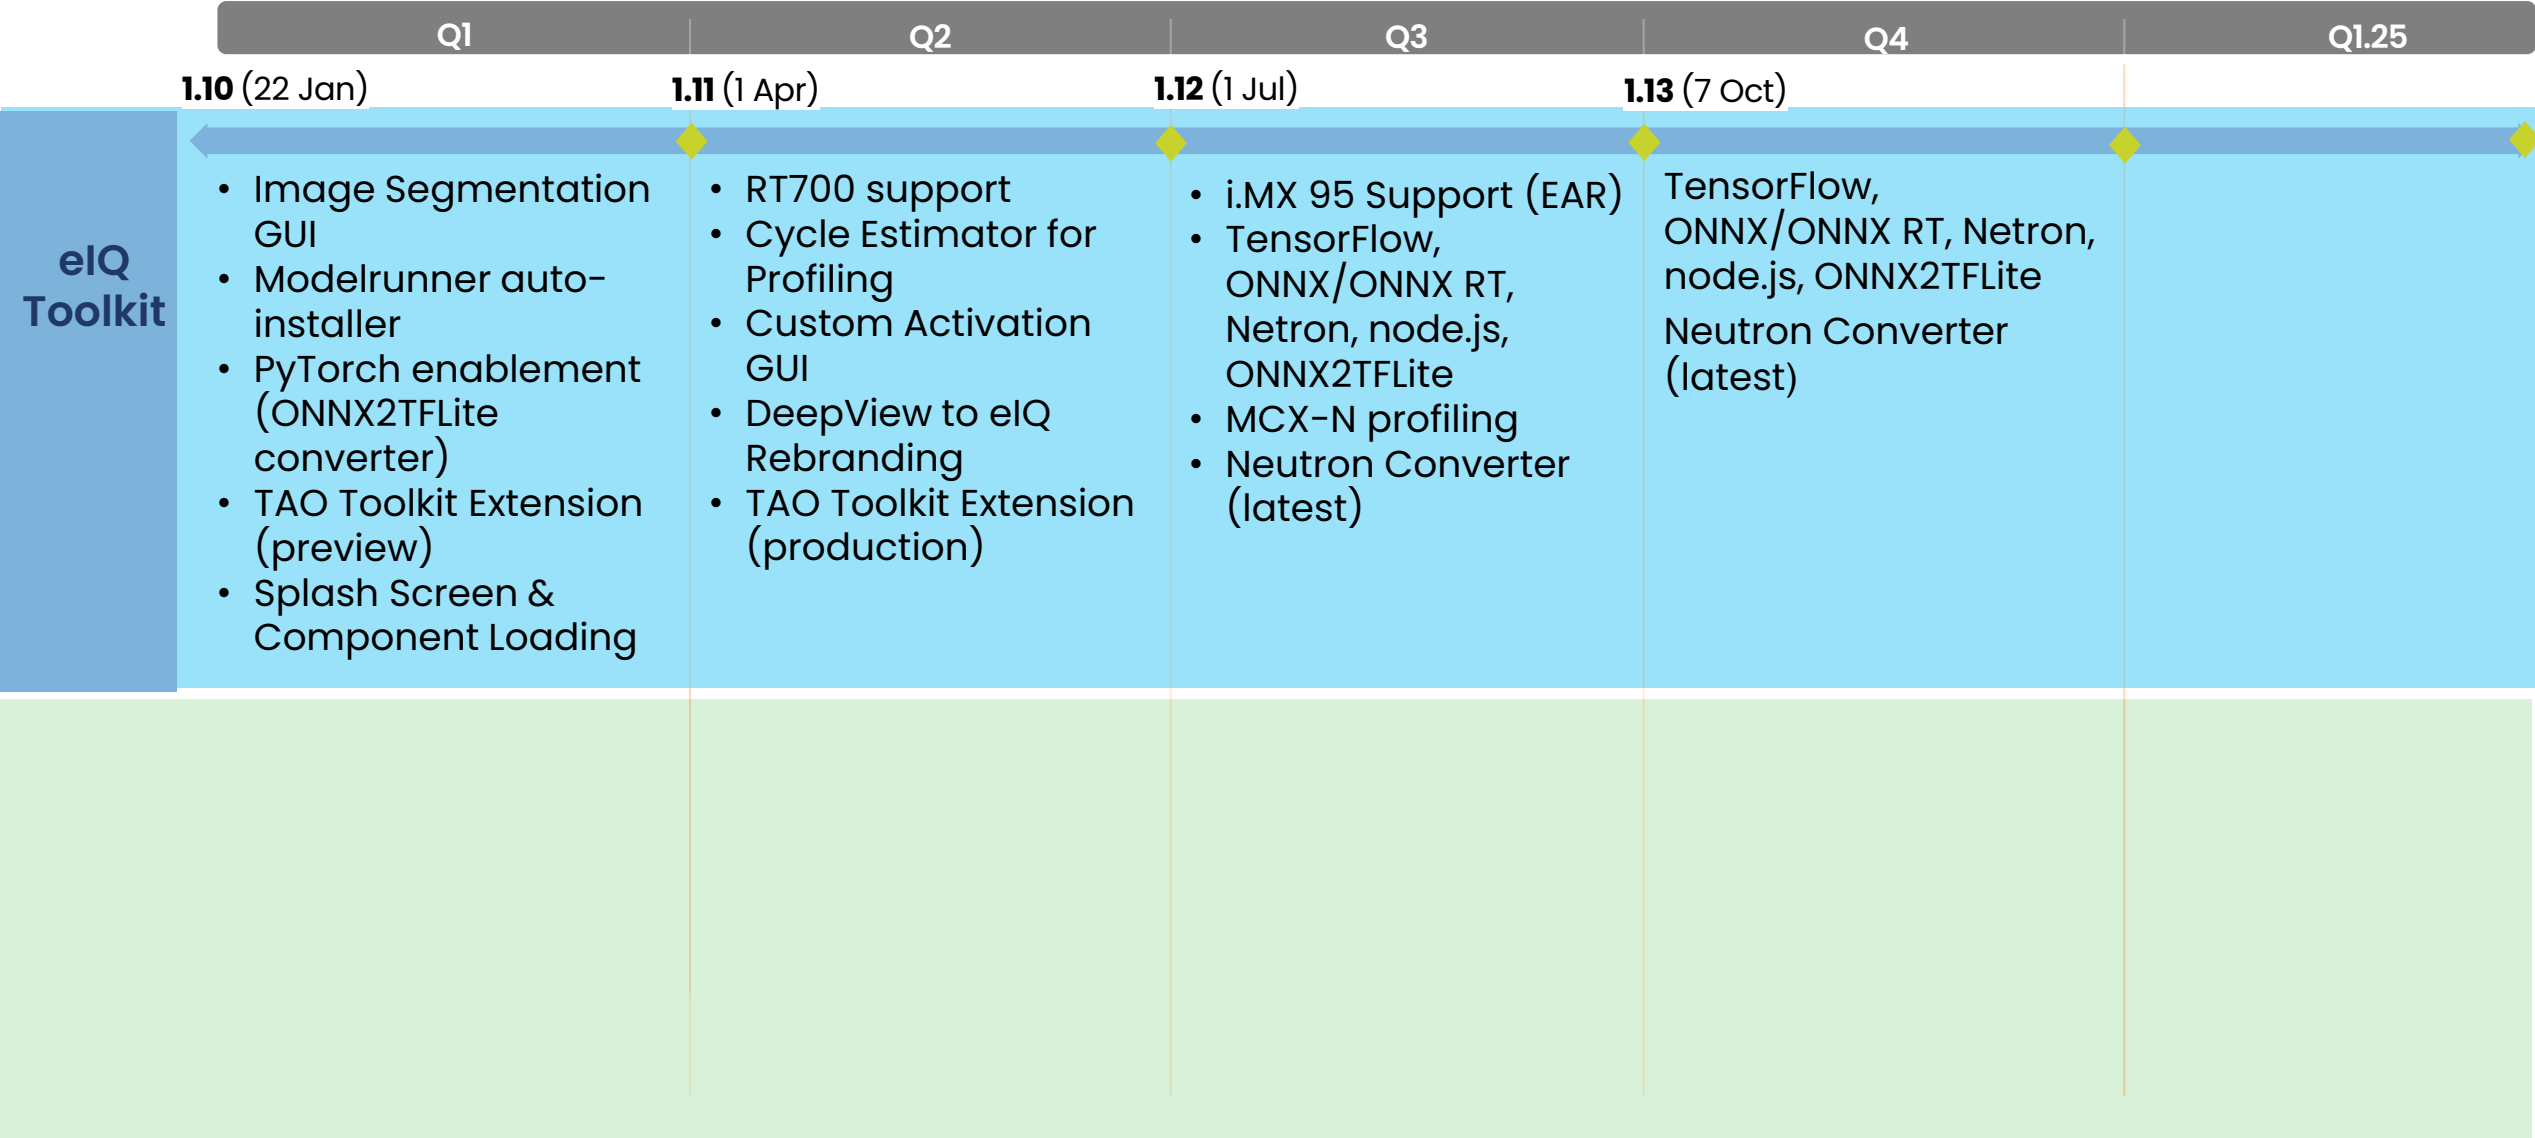 Q1
Q2
Q3
Q4
Q1.25
1.10 (22 Jan)
1.11 (1 Apr)
1.12 (1 Jul)
1.13 (7 Oct)
eIQ
Toolkit
• Image Segmentation
GUI
• Modelrunner auto-
installer
• PyTorch enablement
(ONNX2TFLite
converter)
• TAO Toolkit Extension
(preview)
• Splash Screen &
Component Loading
• RT700 support
• Cycle Estimator for
Profiling
• Custom Activation
GUI
• DeepView to eIQ
Rebranding
• TAO Toolkit Extension
(production)
• i.MX 95 Support (EAR)
• TensorFlow,
ONNX/ONNX RT,
Netron, node.js,
ONNX2TFLite
• MCX-N profiling
• Neutron Converter
(latest)
TensorFlow,
ONNX/ONNX RT, Netron,
node.js, ONNX2TFLite
Neutron Converter
(latest)